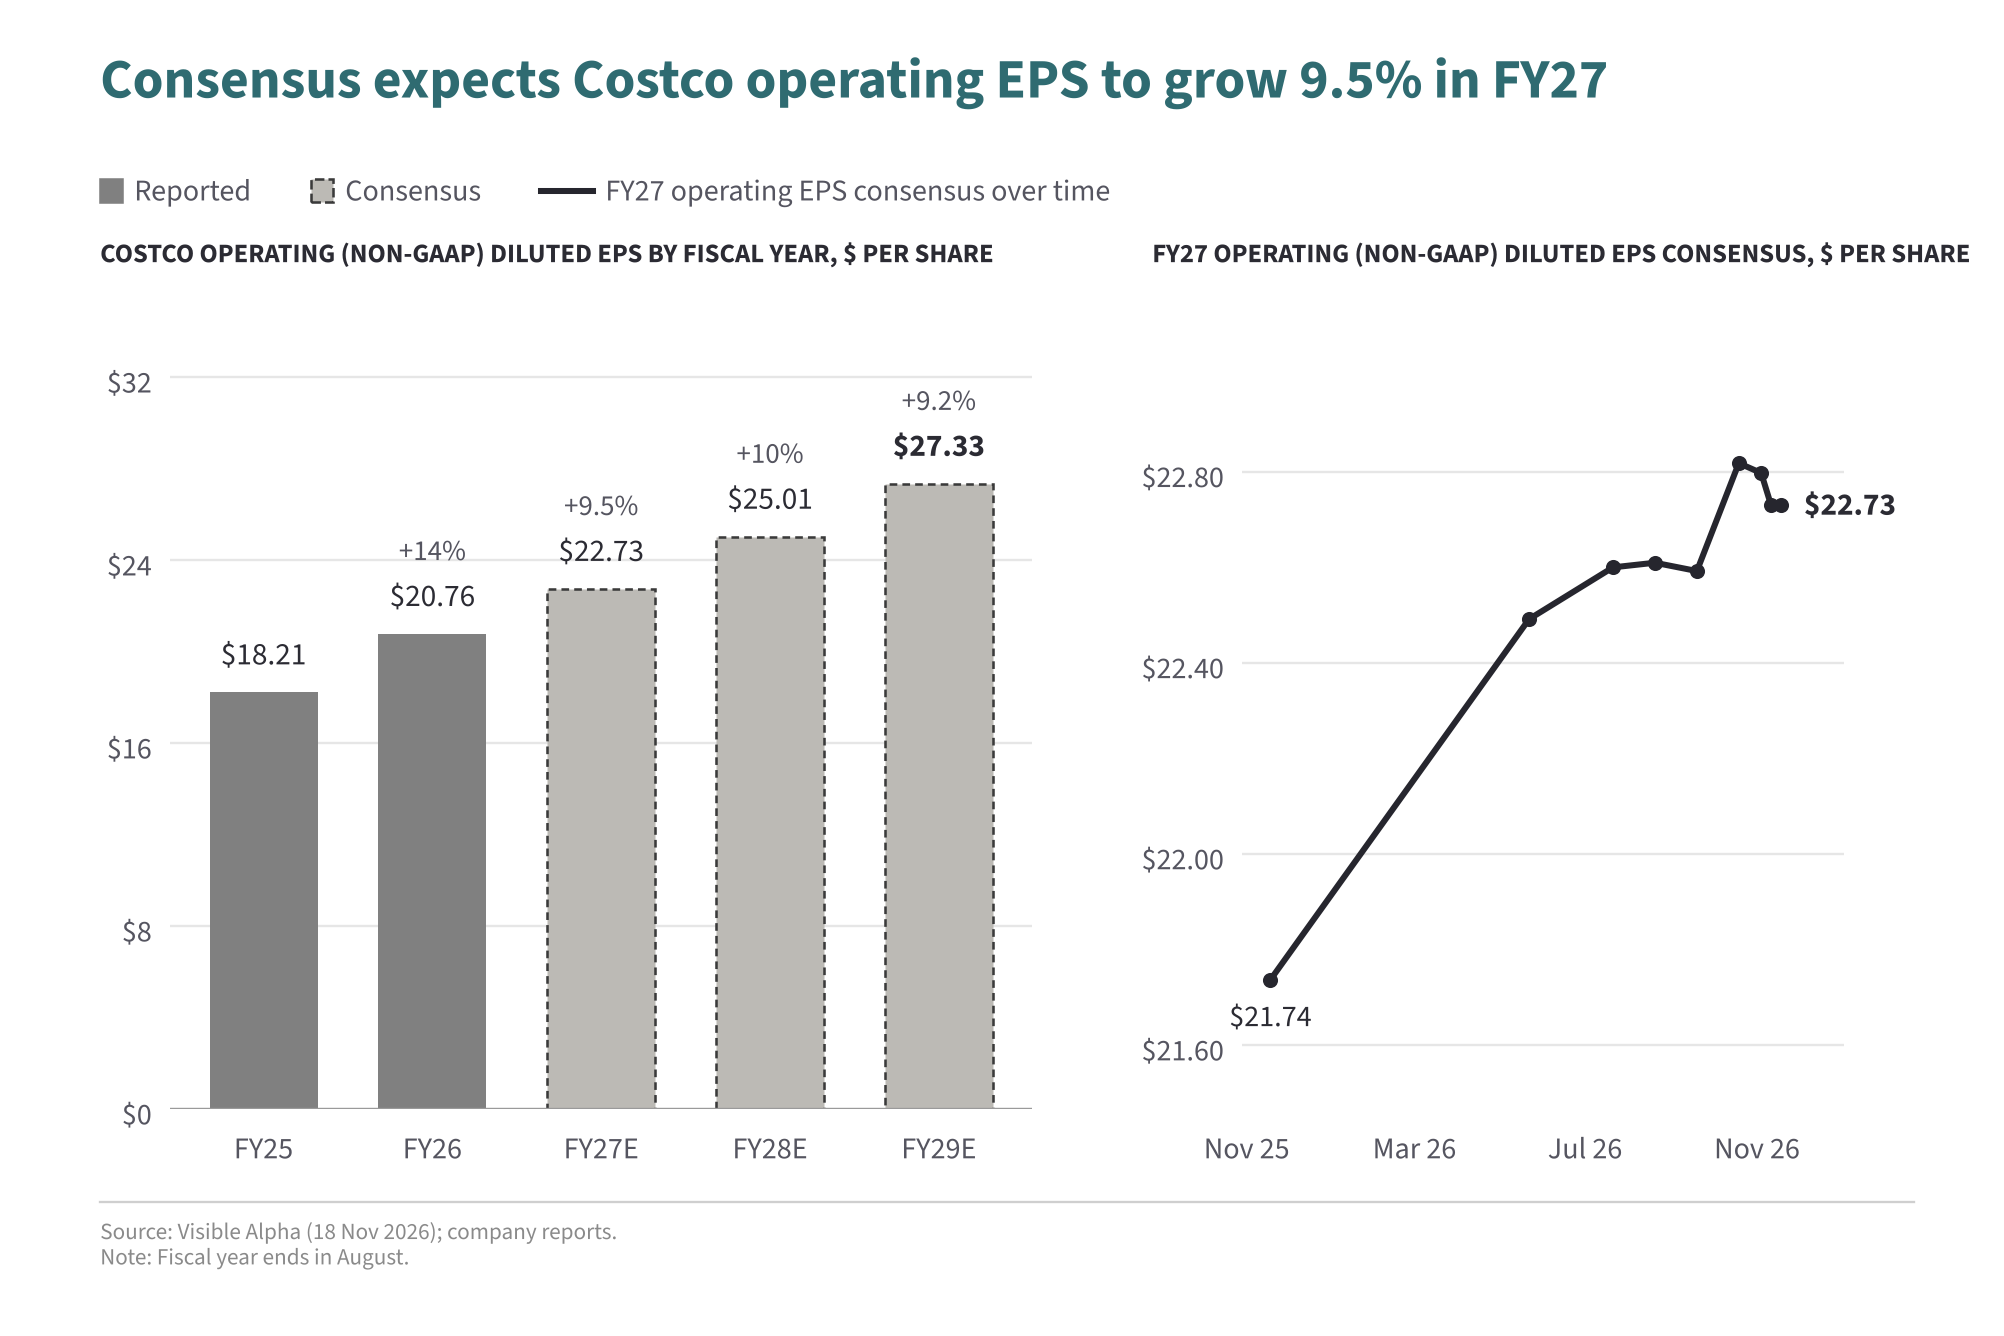 Consensus expects Costco operating EPS to grow 9.5% in FY27
Reported
Consensus
FY27 operating EPS consensus over time
COSTCO OPERATING (NON-GAAP) DILUTED EPS BY FISCAL YEAR, $ PER SHARE
$32
$24
$16
$8
$0
$18.21
+14%
$20.76
+9.5%
$22.73
+10%
$25.01
+9.2%
$27.33
FY25
FY26
FY27E
FY28E
FY29E
FY27 OPERATING (NON-GAAP) DILUTED EPS CONSENSUS, $ PER SHARE
$22.80
$22.40
$22.00
$21.60
$21.74
$22.73
Nov 25
Mar 26
Jul 26
Nov 26
Source: Visible Alpha (18 Nov 2026); company reports.
Note: Fiscal year ends in August.